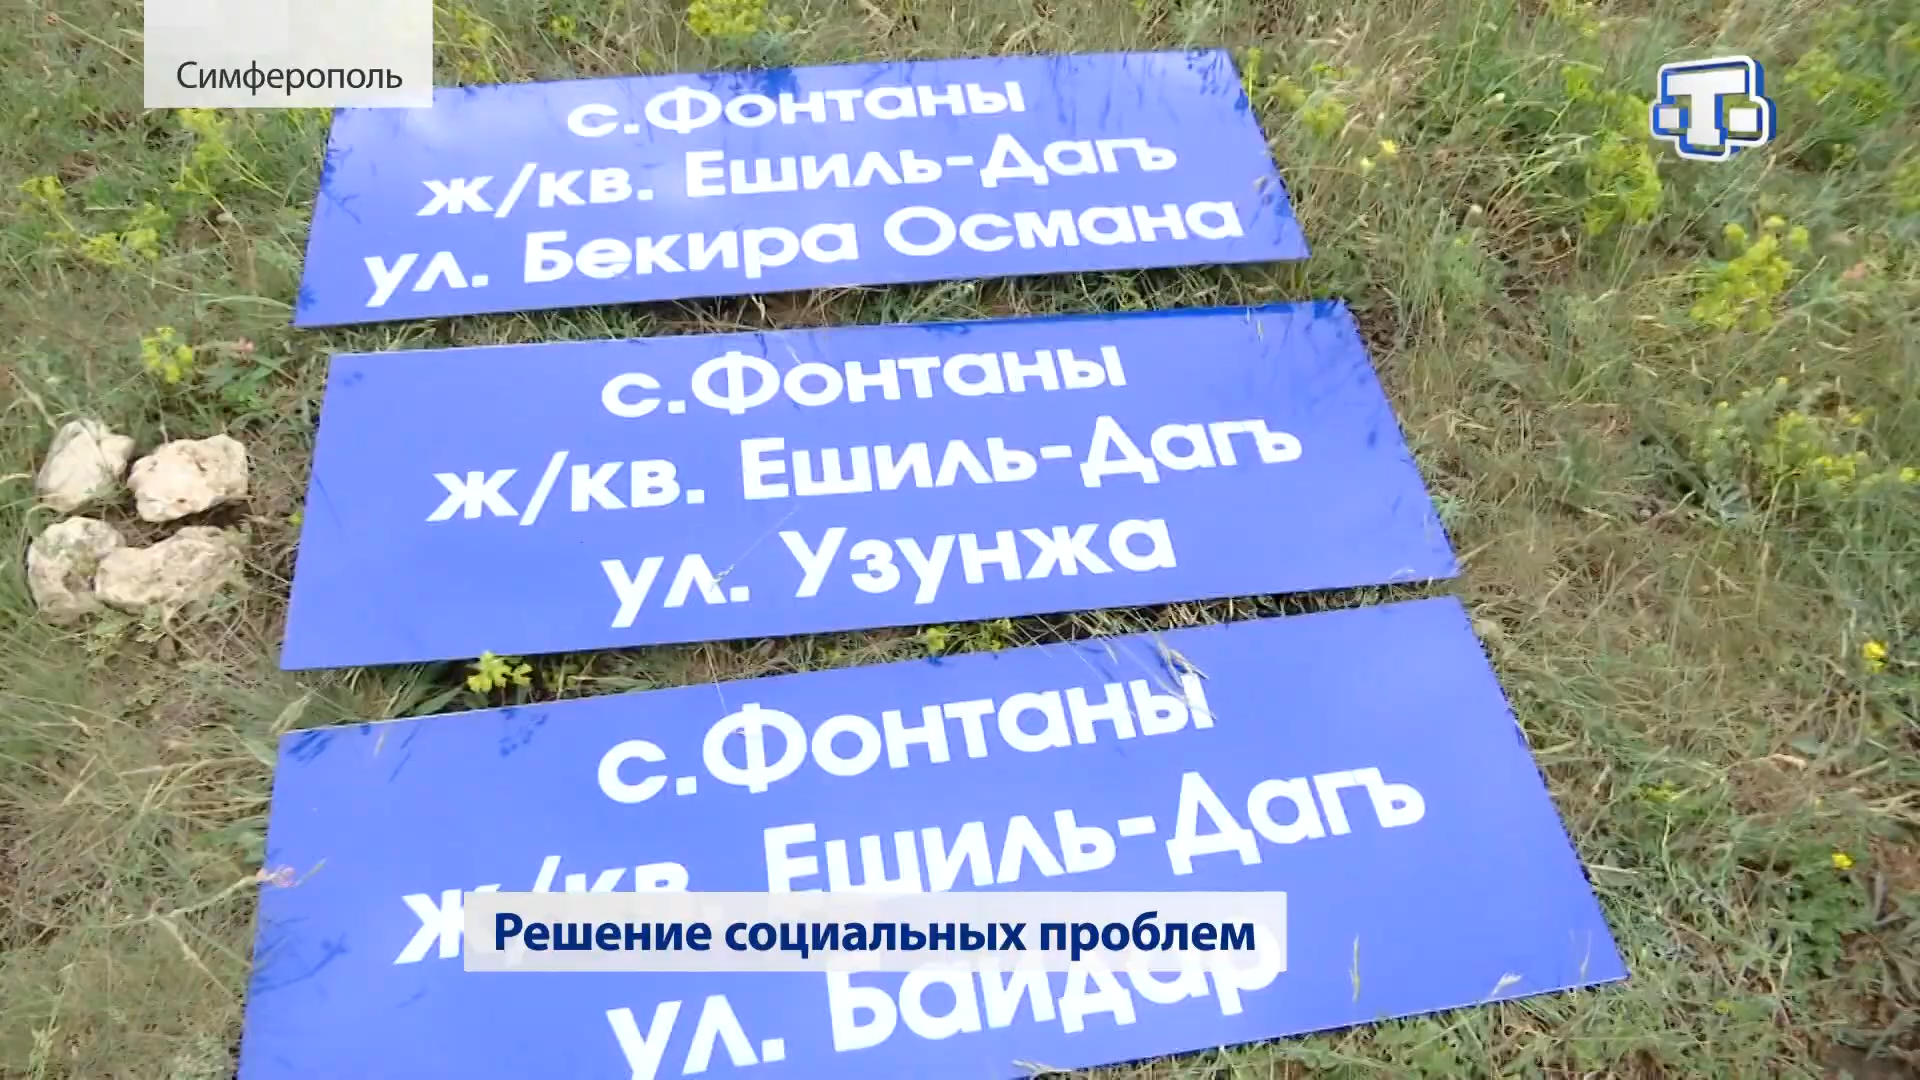 Симферополь
с.Фонтаны
ж/кв. Ешиль-Дагъ
ул. Бекира Османа
с.Фонтаны
ж/кв. Ешиль-Дагъ
ул. Узунжа
с.Фонтаны
ж/кв. Ешиль-Дагъ
Решение социальных проблем
ул. Байдар